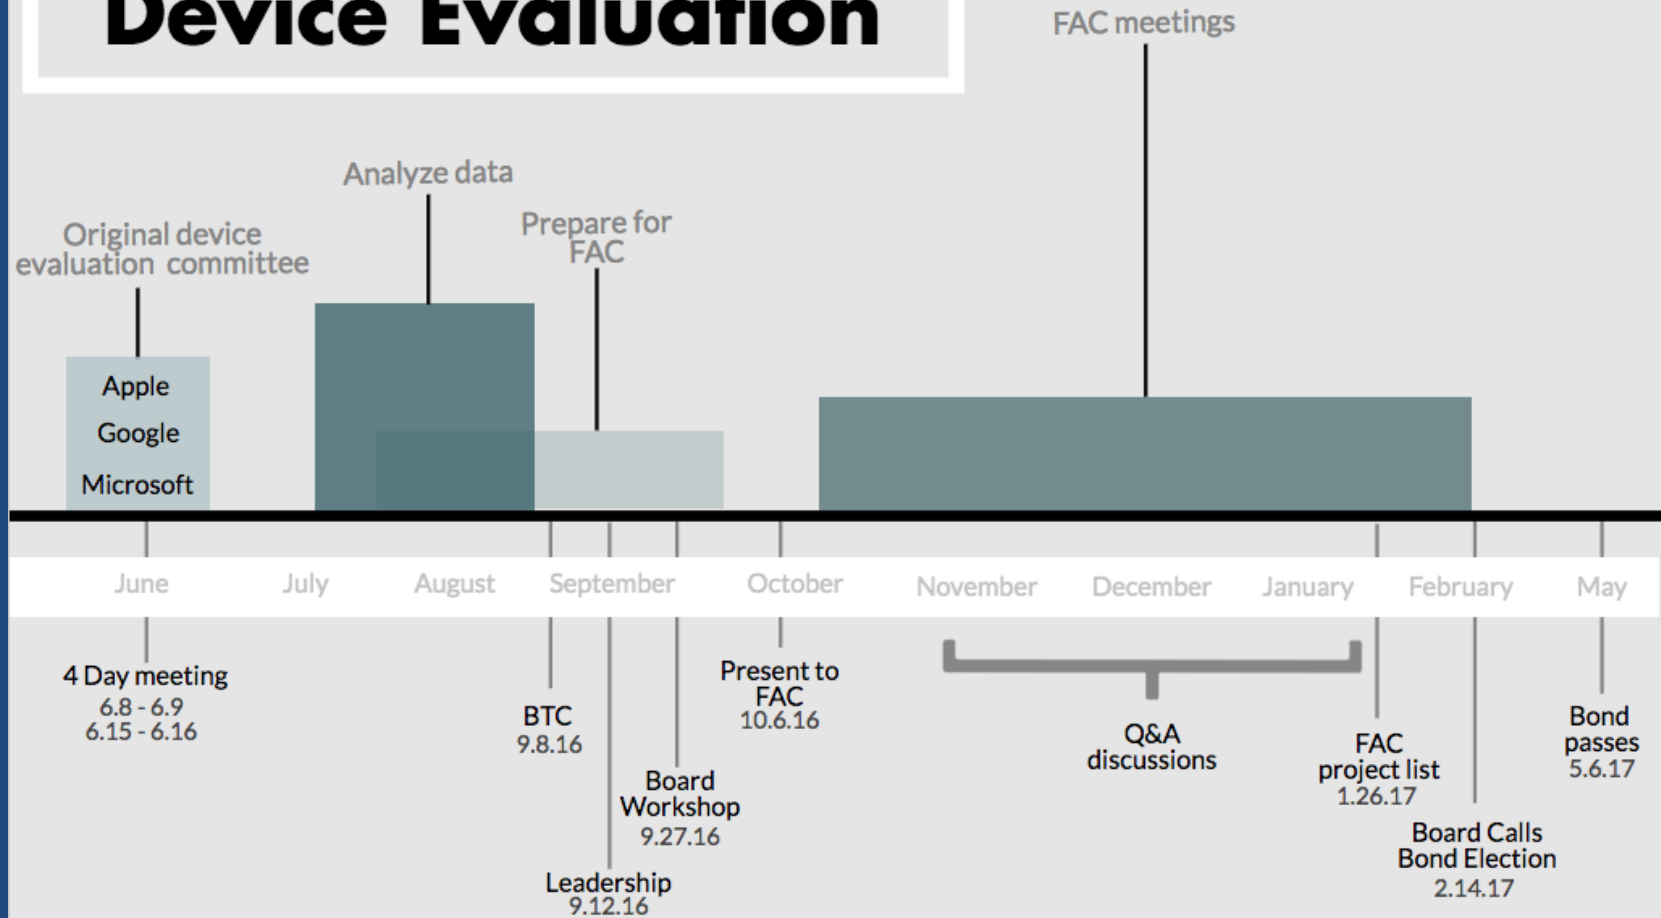 Device Evaluation
FAC meetings
Analyze data
Prepare for
FAC
Original device
evaluation committee
Apple
Google
Microsoft
June July August September October November December January February May
4 Day meeting
6.8 - 6.9
6.15 - 6.16
BTC
9.8.16
Leadership
9.12.16
Board
Workshop
9.27.16
Present to
FAC
10.6.16
Q&A
discussions
FAC
project list
1.26.17
Board Calls
Bond Election
2.14.17
Bond
passes
5.6.17